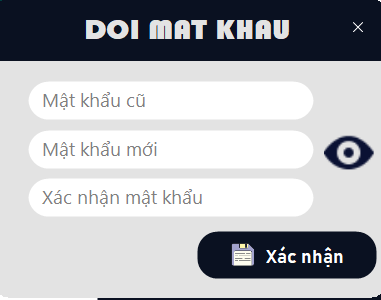 DOI MAT KHAU
Mật khẩu cũ
Mật khẩu mới
Xác nhận mật khẩu
Xác nhận